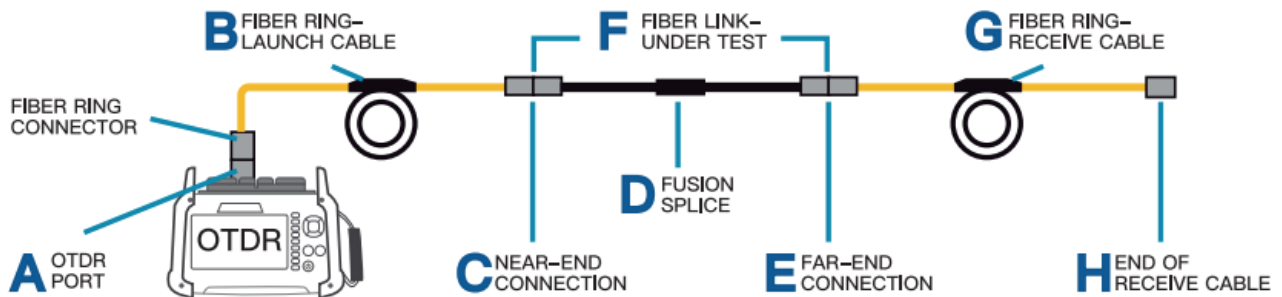 B FIBER RING–
LAUNCH CABLE
F FIBER LINK–
UNDER TEST
G FIBER RING–
RECEIVE CABLE
FIBER RING
CONNECTOR
OTDR
A OTDR
PORT
D FUSION
SPLICE
C NEAR–END
CONNECTION
E FAR–END
CONNECTION
H END OF
RECEIVE CABLE